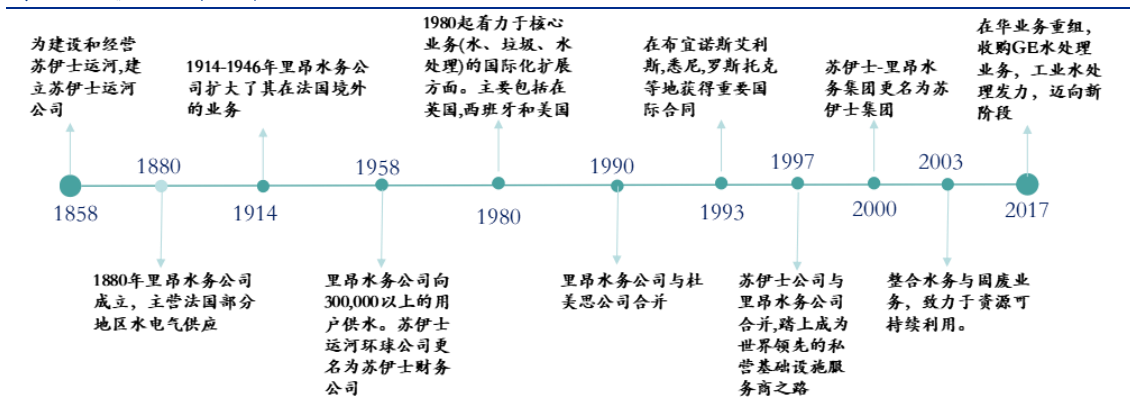 为建设和经营
苏伊士运河,建
立苏伊士运河
公司
1914-1946年里昂水务公
司扩大了其在法国境外
的业务
1980起着力于核心
业务(水、垃圾、水
处理)的国际化扩展
方面。主要包括在
英国,西班牙和美国
在布宜诺斯艾利
斯,悉尼,罗斯托克
等地获得重要国
际合同
苏伊士-里昂水
务集团更名为苏
伊士集团
在华业务重组,
收购GE水处理
业务，工业水处
理发力，迈向新
阶段
1880
1958
1990
1997
2003
1858
1914
1980
1993
2000
2017
1880年里昂水务公司
成立，主营法国部分
地区水电气供应
里昂水务公司向
300,000以上的用
户供水。苏伊士
运河环球公司更
名为苏伊士财务
公司
里昂水务公司与杜
美思公司合并
苏伊士公司与
里昂水务公司
合并,踏上成为
世界领先的私
营基础设施服
务商之路
整合水务与固废业
务，致力于资源可
持续利用。